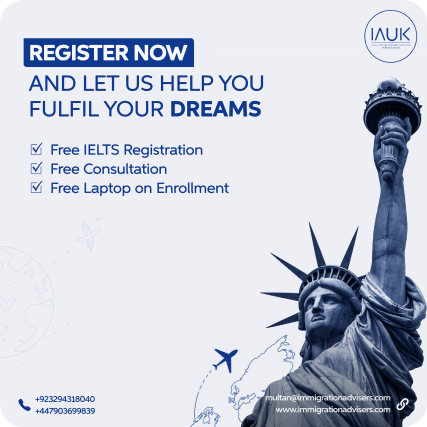 IAUK
REGISTER NOW
AND LET US HELP YOU
FULFIL YOUR DREAMS
Free IELTS Registration
Free Consultation
Free Laptop on Enrollment
+923294318040
+447903699839
multan@immigrationadvisers.com
www.immigrationadvisers.com